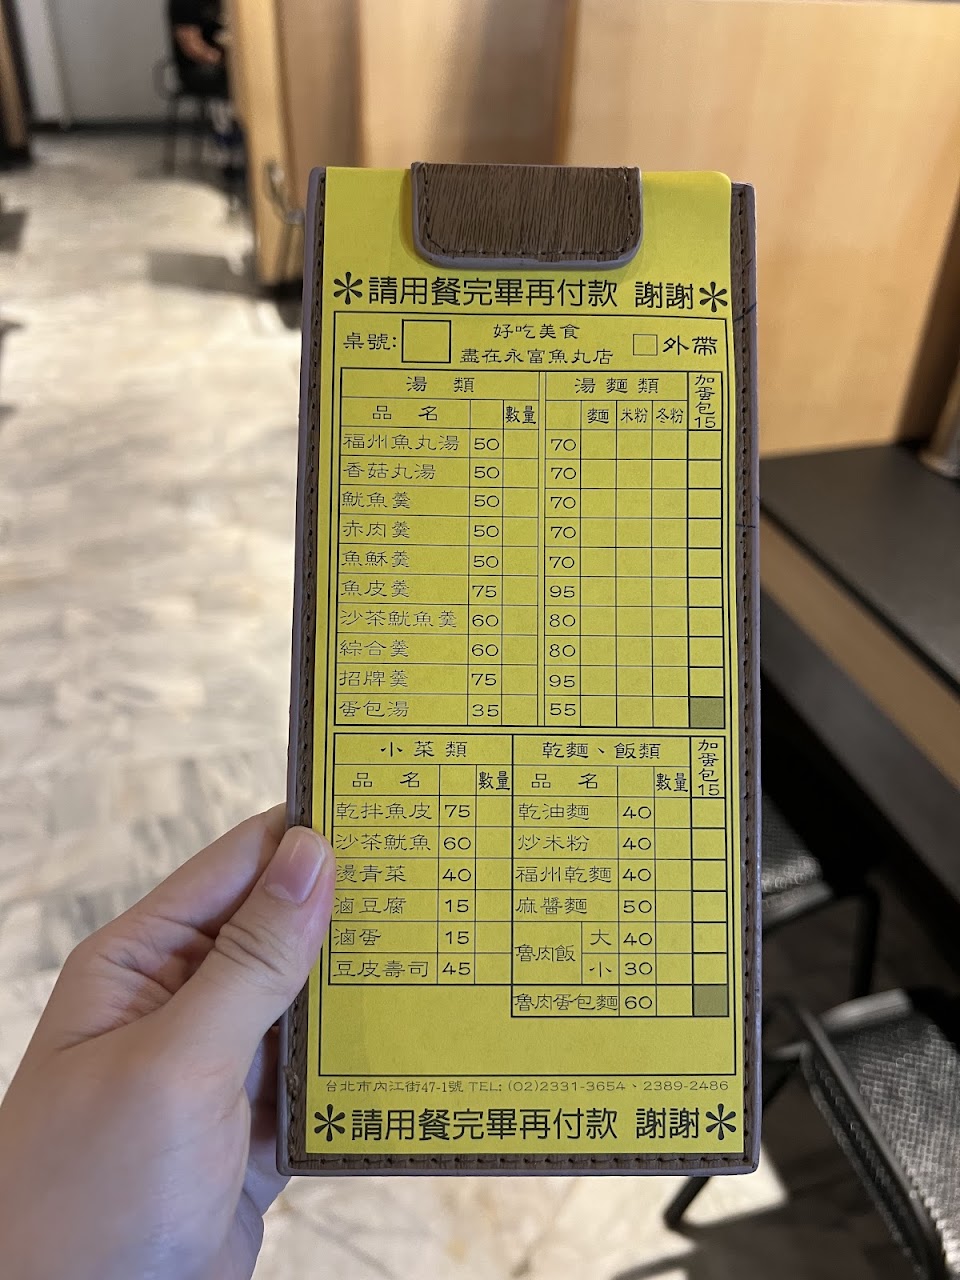 ＊請用餐完畢再付款 謝謝＊
桌號: 好吃美食 盡在永富魚丸店 □外帶
湯類 湯麵類 加蛋包15
品名 數量 麵 米粉 冬粉
福州魚丸湯 50 70
香菇丸湯 50 70
魷魚羹 50 70
赤肉羹 50 70
魚酥羹 50 70
魚皮羹 75 95
沙茶魷魚羹 60 80
綜合羹 60 80
招牌羹 75 95
蛋包湯 35 55
小菜類 乾麵、飯類 加蛋包15
品名 數量 品名 數量
乾拌魚皮 75 乾油麵 40
沙茶魷魚 60 炒米粉 40
燙青菜 40 福州乾麵 40
滷豆腐 15 麻醬麵 50
滷蛋 15 魯肉飯 大 40
豆皮壽司 45 小 30
魯肉蛋包麵 60
台北市內江街47-1號 TEL: (02)2331-3654、2389-2486
＊請用餐完畢再付款 謝謝＊